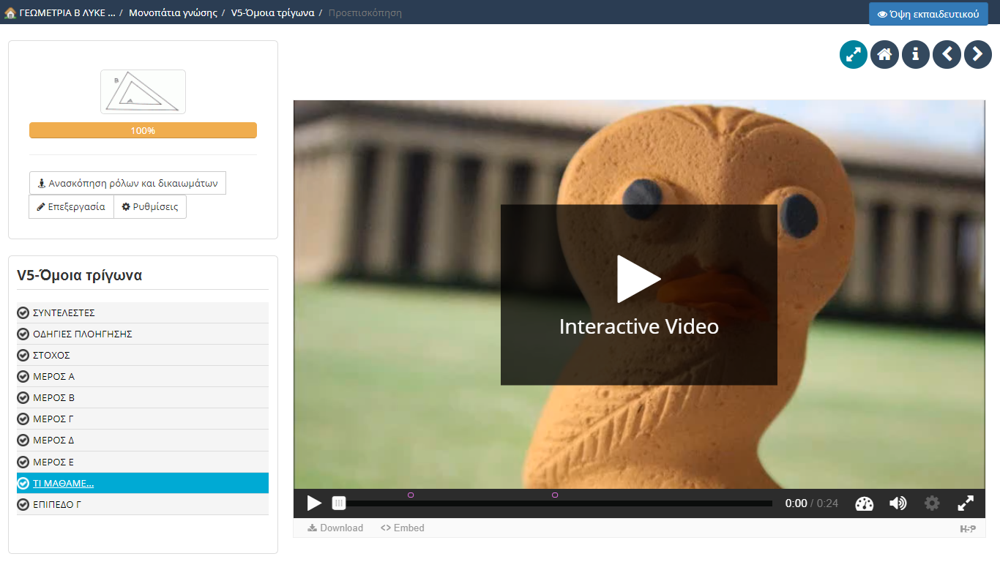 ΓΕΩΜΕΤΡΙΑ Β ΛΥΚΕ ... / Μονοπάτια γνώσης / V5-Όμοια τρίγωνα / Προεπισκόπηση
Όψη εκπαιδευτικού
B
100%
Ανασκόπηση ρόλων και δικαιωμάτων
Επεξεργασία
Ρυθμίσεις
V5-Όμοια τρίγωνα
ΣΥΝΤΕΛΕΣΤΕΣ
ΟΔΗΓΙΕΣ ΠΛΟΗΓΗΣΗΣ
ΣΤΟΧΟΣ
ΜΕΡΟΣ Α
ΜΕΡΟΣ Β
ΜΕΡΟΣ Γ
ΜΕΡΟΣ Δ
ΜΕΡΟΣ Ε
ΤΙ ΜΑΘΑΜΕ...
ΕΠΙΠΕΔΟ Γ
Interactive Video
0:00 / 0:24
Download
<> Embed
H5P